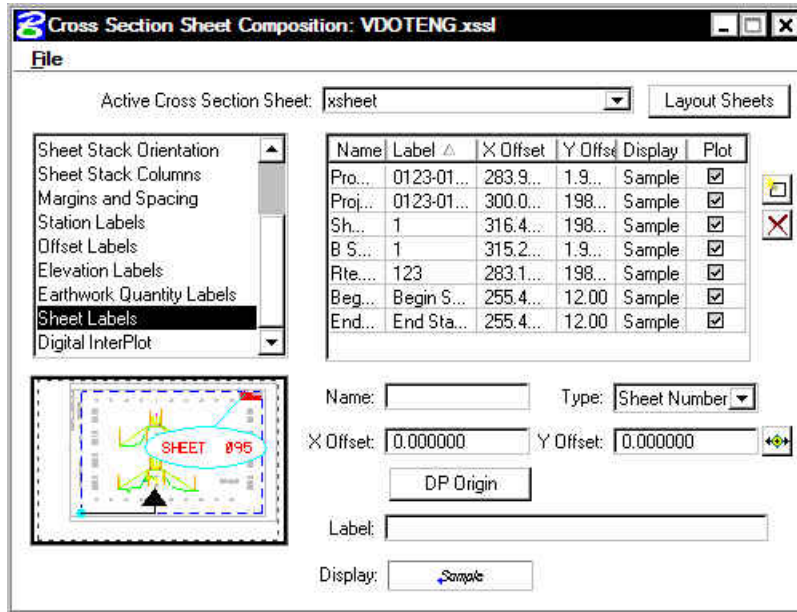 Cross Section Sheet Composition: VDOTENG.xssl
File
Active Cross Section Sheet: xsheet Layout Sheets
Sheet Stack Orientation
Sheet Stack Columns
Margins and Spacing
Station Labels
Offset Labels
Elevation Labels
Earthwork Quantity Labels
Sheet Labels
Digital InterPlot
Name Label X Offset Y Offse Display Plot
Pro... 0123-01... 283.9... 1.9... Sample
Proj... 0123-01... 300.0... 198... Sample
Sh... 1 316.4... 198... Sample
B S... 1 315.2... 1.9... Sample
Rte.... 123 283.1... 198... Sample
Beg... Begin S... 255.4... 12.00 Sample
End... End Sta... 255.4... 12.00 Sample
SHEET 095
Name: Type: Sheet Number
X Offset: 0.000000 Y Offset: 0.000000
DP Origin
Label:
Display: Sample